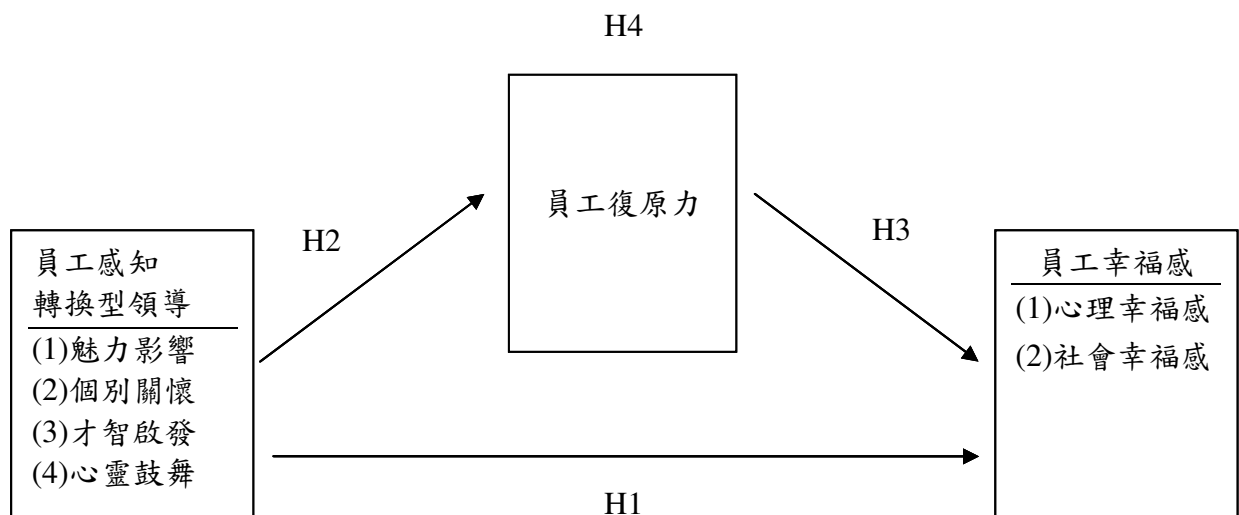 H4
員工復原力
H2
H3
員工感知
轉換型領導
(1)魅力影響
(2)個別關懷
(3)才智啟發
(4)心靈鼓舞
員工幸福感
(1)心理幸福感
(2)社會幸福感
H1